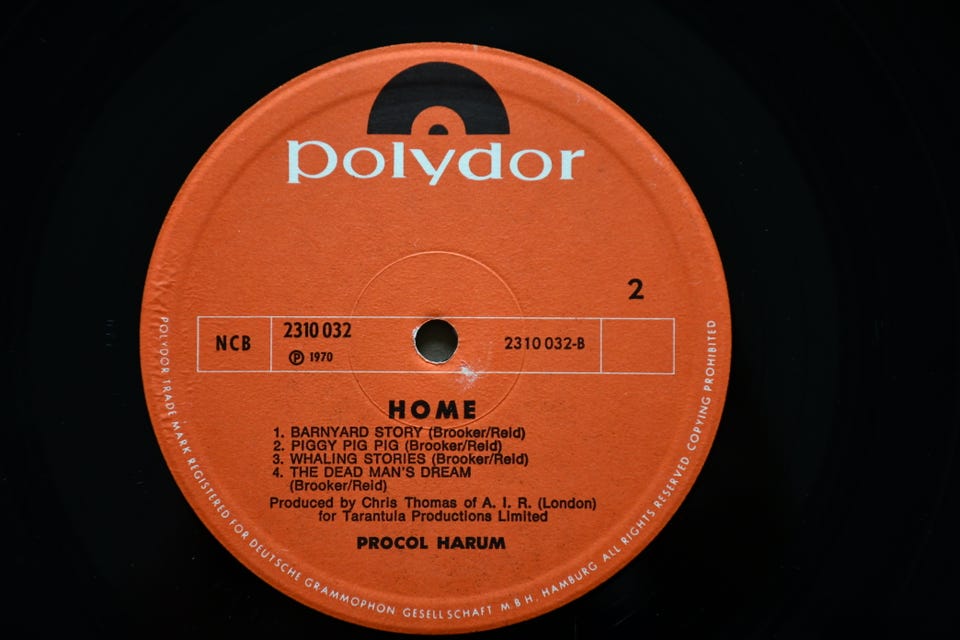 polydor
2
NCB
2310 032
℗ 1970
2310 032-B
HOME
1. BARNYARD STORY (Brooker/Reid)
2. PIGGY PIG PIG (Brooker/Reid)
3. WHALING STORIES (Brooker/Reid)
4. THE DEAD MAN'S DREAM
(Brooker/Reid)
Produced by Chris Thomas of A. I. R. (London)
for Tarantula Productions Limited
PROCOL HARUM
POLYDOR TRADE MARK REGISTERED FOR DEUTSCHE GRAMMOPHON GESELLSCHAFT M.B.H. HAMBURG ALL RIGHTS RESERVED COPYING PROHIBITED